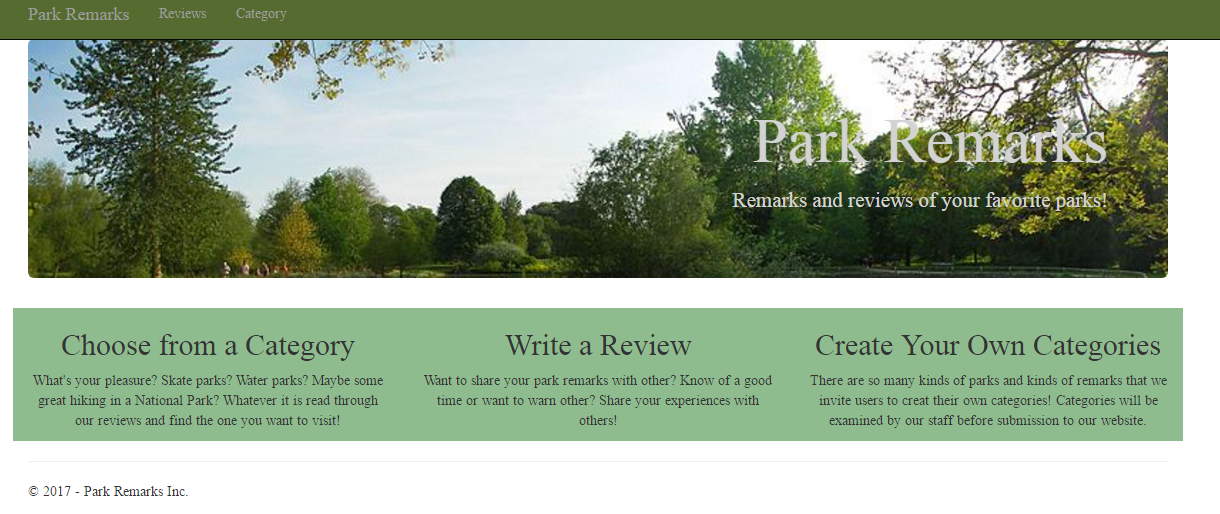 Park Remarks Reviews Category
Park Remarks
Remarks and reviews of your favorite parks!
Choose from a Category
What's your pleasure? Skate parks? Water parks? Maybe some
great hiking in a National Park? Whatever it is read through
our reviews and find the one you want to visit!
Write a Review
Want to share your park remarks with other? Know of a good
time or want to warn other? Share your experiences with
others!
Create Your Own Categories
There are so many kinds of parks and kinds of remarks that we
invite users to creat their own categories! Categories will be
examined by our staff before submission to our website.
© 2017 - Park Remarks Inc.